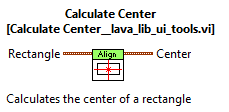 Calculate Center
[Calculate Center__lava_lib_ui_tools.vi]
Rectangle Align Center
Calculates the center of a rectangle